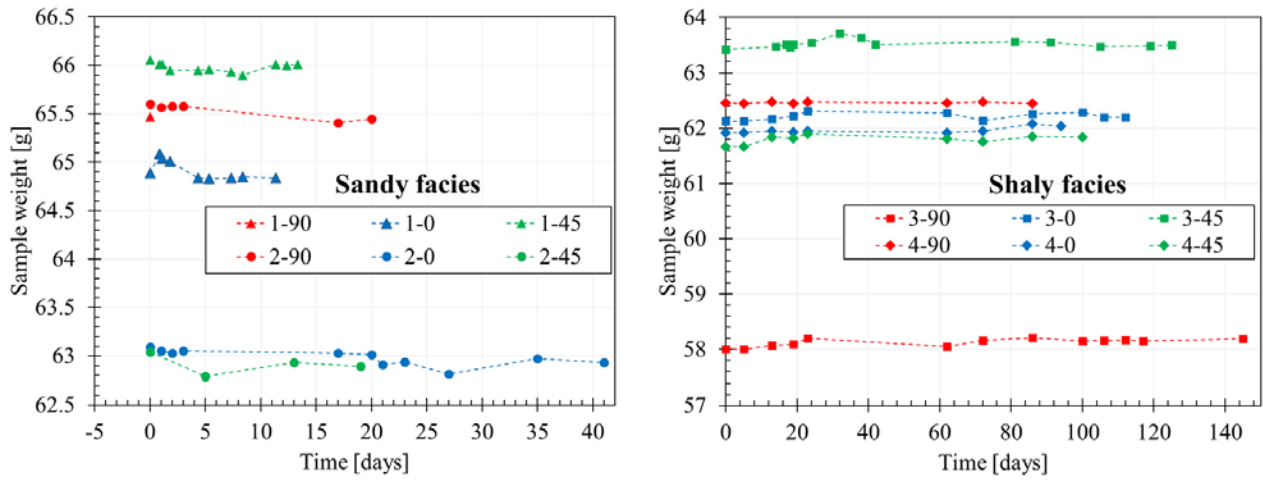 66.5
66
65.5
65
64.5
64
63.5
63
62.5
Sample weight [g]
-5 0 5 10 15 20 25 30 35 40
Time [days]
Sandy facies
1-90 1-0 1-45
2-90 2-0 2-45
64
63
62
61
60
59
58
57
Sample weight [g]
0 20 40 60 80 100 120 140
Time [days]
Shaly facies
3-90 3-0 3-45
4-90 4-0 4-45